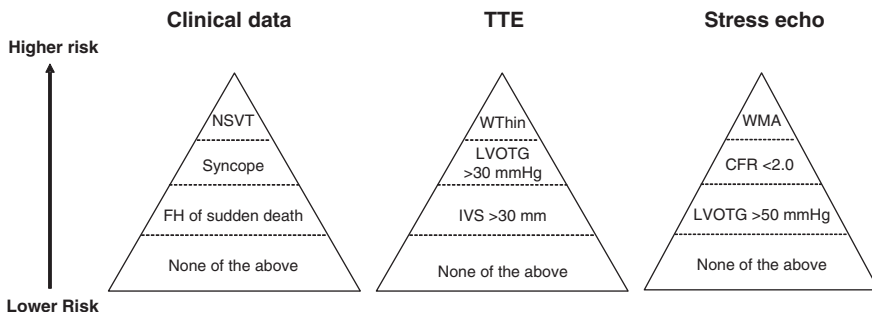 Clinical data
TTE
Stress echo
Higher risk
NSVT
Syncope
FH of sudden death
None of the above
WThin
LVOTG
>30 mmHg
IVS >30 mm
None of the above
WMA
CFR <2.0
LVOTG >50 mmHg
None of the above
Lower Risk